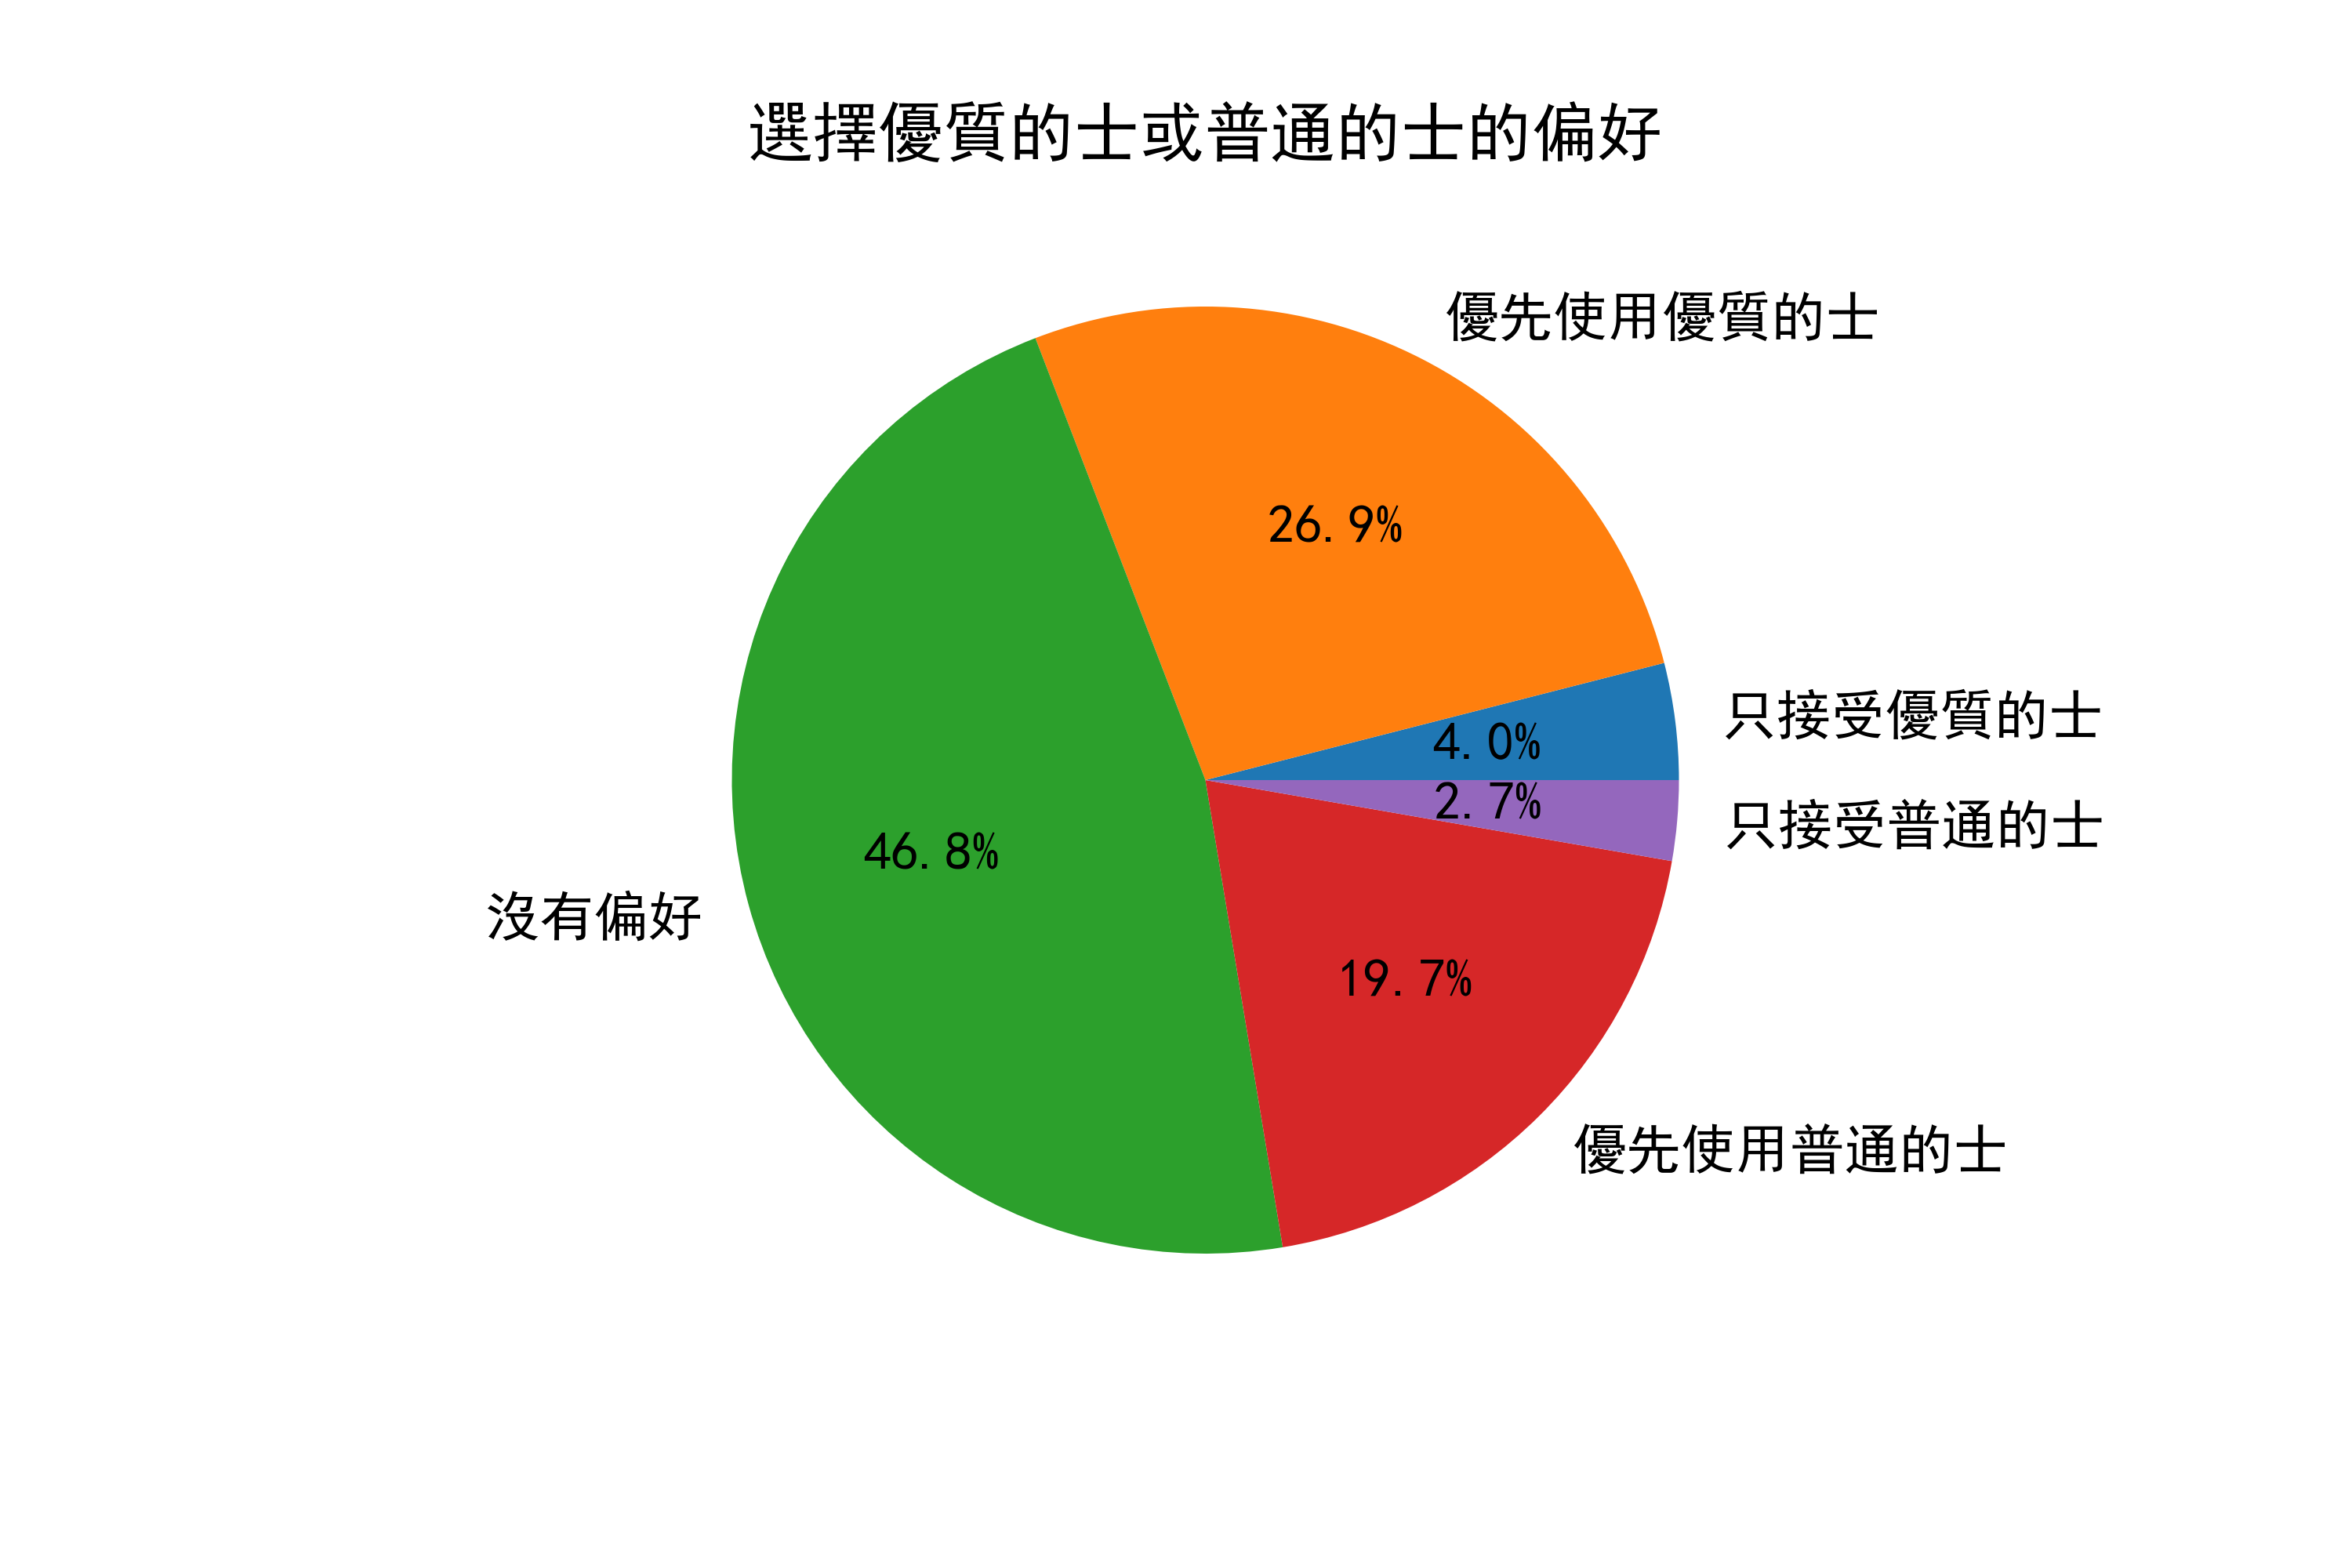 選擇優質的士或普通的士的偏好
優先使用優質的士
26.9%
只接受優質的士
4.0%
2.7%
只接受普通的士
46.8%
沒有偏好
19.7%
優先使用普通的士